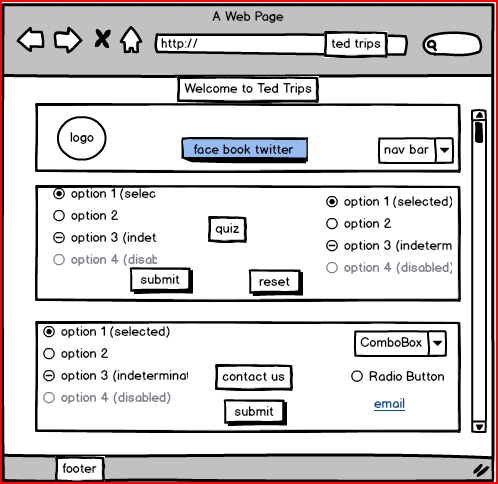 A Web Page
http://
ted trips
Welcome to Ted Trips
logo
face book twitter
nav bar
option 1 (selec
option 2
option 3 (indet
option 4 (disab
quiz
submit
reset
option 1 (selected)
option 2
option 3 (indeterm
option 4 (disabled)
option 1 (selected)
option 2
option 3 (indeterminat
option 4 (disabled)
contact us
submit
ComboBox
Radio Button
email
footer